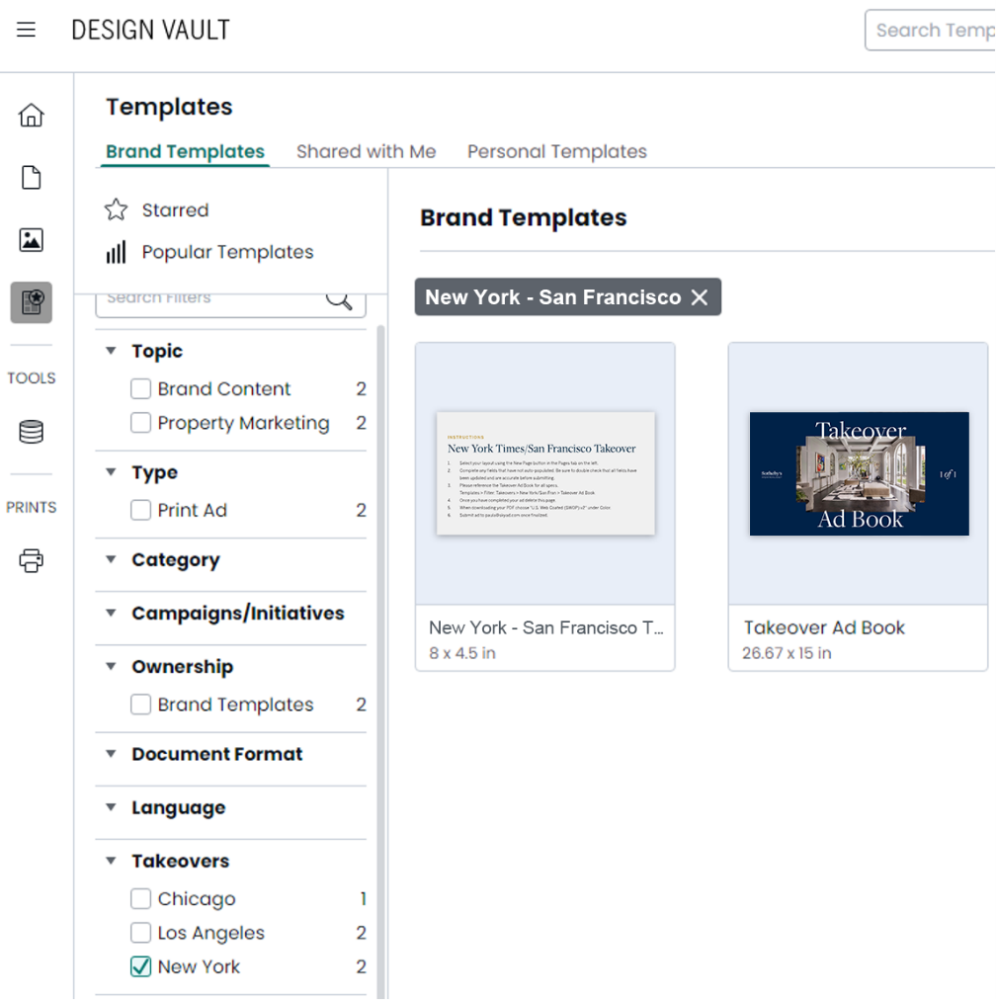 DESIGN VAULT
Search Temp
Templates
Brand Templates
Shared with Me
Personal Templates
Starred
Popular Templates
Search Filters
TOOLS
PRINTS
Topic
Brand Content 2
Property Marketing 2
Type
Print Ad 2
Category
Campaigns/Initiatives
Ownership
Brand Templates 2
Document Format
Language
Takeovers
Chicago 1
Los Angeles 2
New York 2
Brand Templates
New York - San Francisco
INSTRUCTIONS
New York Times/San Francisco Takeover
1. Select your layout using the New Page button in the Pages tab on the left.
2. Complete any fields that have not auto-populated. Be sure to double check that all fields have
been updated and are accurate before submitting.
3. Please reference the Takeover Ad Book for all specs.
Templates > Filter: Takeovers > New York/San Fran > Takeover Ad Book
4. Once you have completed your ad delete this page.
5. When downloading your PDF choose "U.S. Web Coated (SWOP) v2" under Color.
6.
New York - San Francisco T...
8 x 4.5 in
Takeover
Sotheby's
1 of 1
Ad Book
Takeover Ad Book
26.67 x 15 in